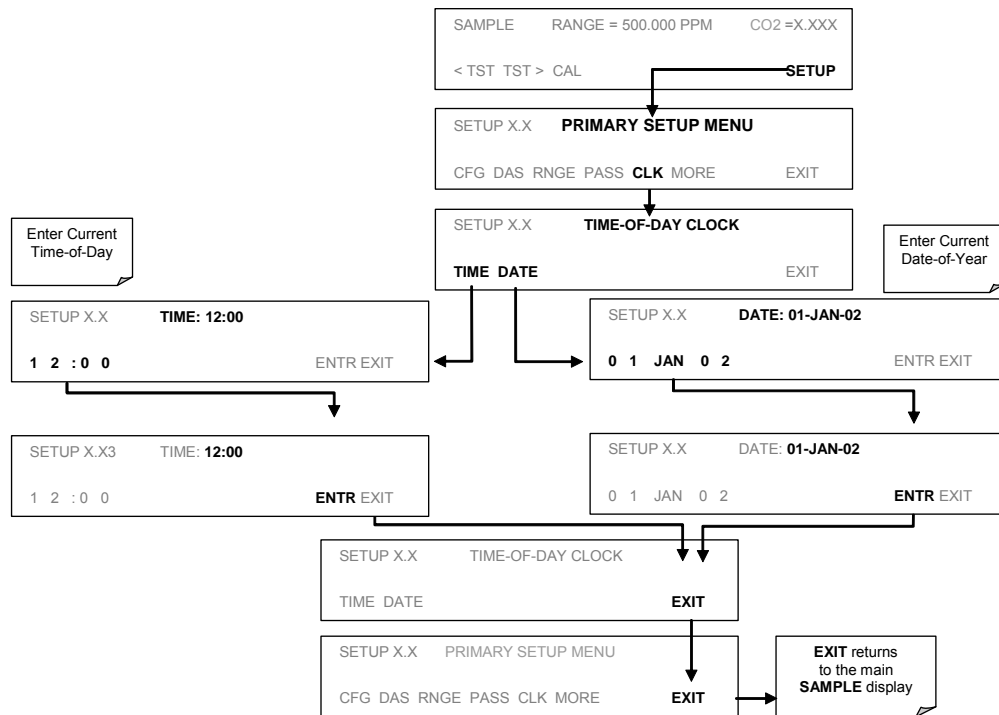 SAMPLE RANGE = 500.000 PPM CO2 =X.XXX
< TST TST > CAL SETUP
SETUP X.X PRIMARY SETUP MENU
CFG DAS RNGE PASS CLK MORE EXIT
SETUP X.X TIME-OF-DAY CLOCK
TIME DATE EXIT
Enter Current
Time-of-Day
Enter Current
Date-of-Year
SETUP X.X TIME: 12:00
1 2 :0 0 ENTR EXIT
SETUP X.X DATE: 01-JAN-02
0 1 JAN 0 2 ENTR EXIT
SETUP X.X3 TIME: 12:00
1 2 :0 0 ENTR EXIT
SETUP X.X DATE: 01-JAN-02
0 1 JAN 0 2 ENTR EXIT
SETUP X.X TIME-OF-DAY CLOCK
TIME DATE EXIT
SETUP X.X PRIMARY SETUP MENU
CFG DAS RNGE PASS CLK MORE EXIT
EXIT returns
to the main
SAMPLE display